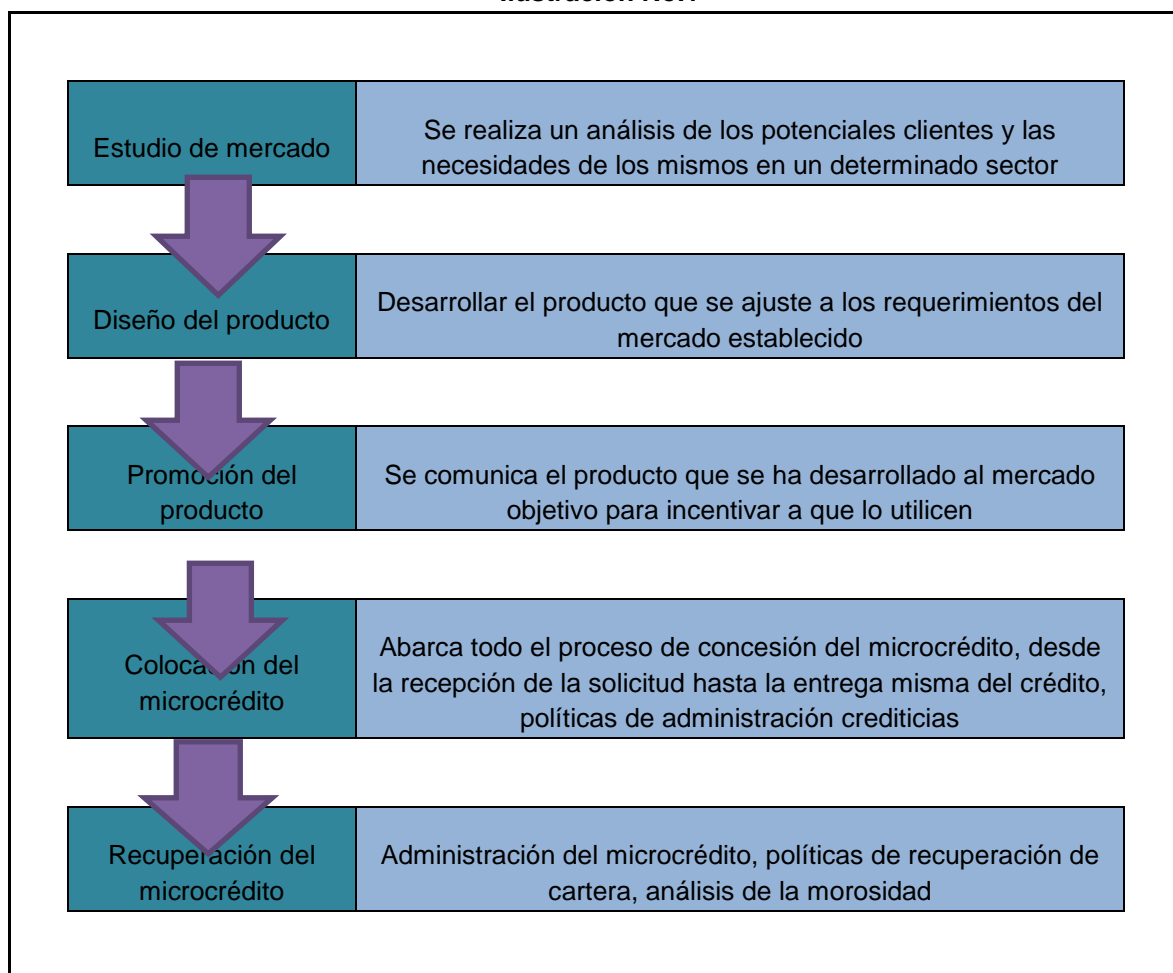 Estudio de mercado
Se realiza un análisis de los potenciales clientes y las
necesidades de los mismos en un determinado sector
Diseño del producto
Desarrollar el producto que se ajuste a los requerimientos del
mercado establecido
Promoción del
producto
Se comunica el producto que se ha desarrollado al mercado
objetivo para incentivar a que lo utilicen
Colocación del
microcrédito
Abarca todo el proceso de concesión del microcrédito, desde
la recepción de la solicitud hasta la entrega misma del crédito,
políticas de administración crediticias
Recuperación del
microcrédito
Administración del microcrédito, políticas de recuperación de
cartera, análisis de la morosidad